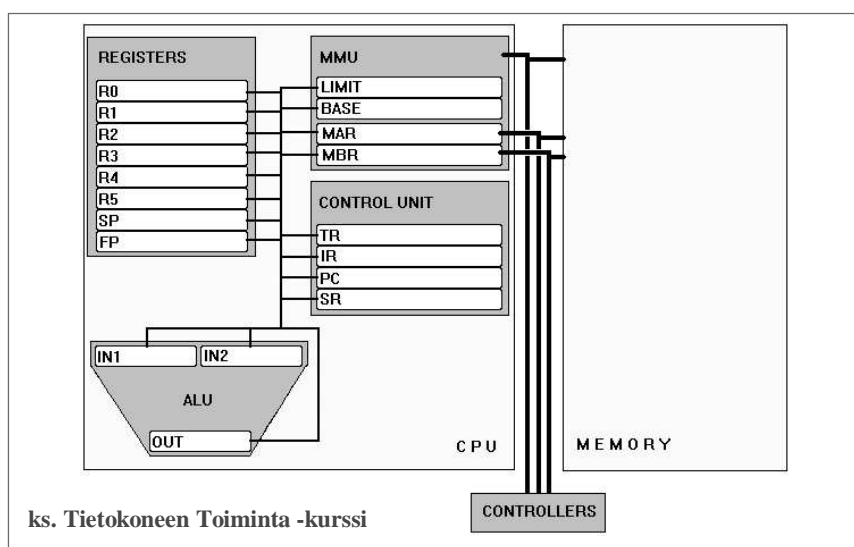 REGISTERS
R0
R1
R2
R3
R4
R5
SP
FP
MMU
LIMIT
BASE
MAR
MBR
CONTROL UNIT
TR
IR
PC
SR
IN1
IN2
ALU
OUT
CPU
MEMORY
CONTROLLERS
ks. Tietokoneen Toiminta -kurssi